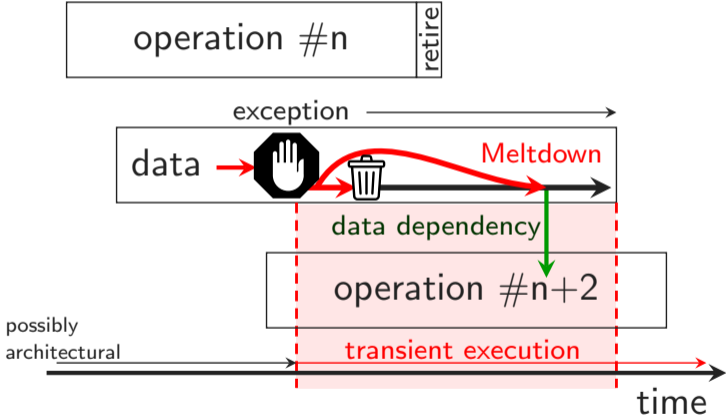 operation #n
retire
exception
data
Meltdown
data dependency
operation #n+2
possibly
architectural
transient execution
time